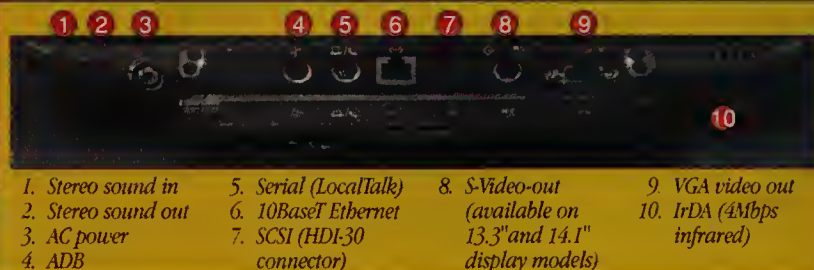 1 2 3 4 5 6 7 8 9
10
1. Stereo sound in
2. Stereo sound out
3. AC power
4. ADB
5. Serial (LocalTalk)
6. 10BaseT Ethernet
7. SCSI (HDI-30
connector)
8. S-Video-out
(available on
13.3" and 14.1"
display models)
9. VGA video out
10. IrDA (4Mbps
infrared)